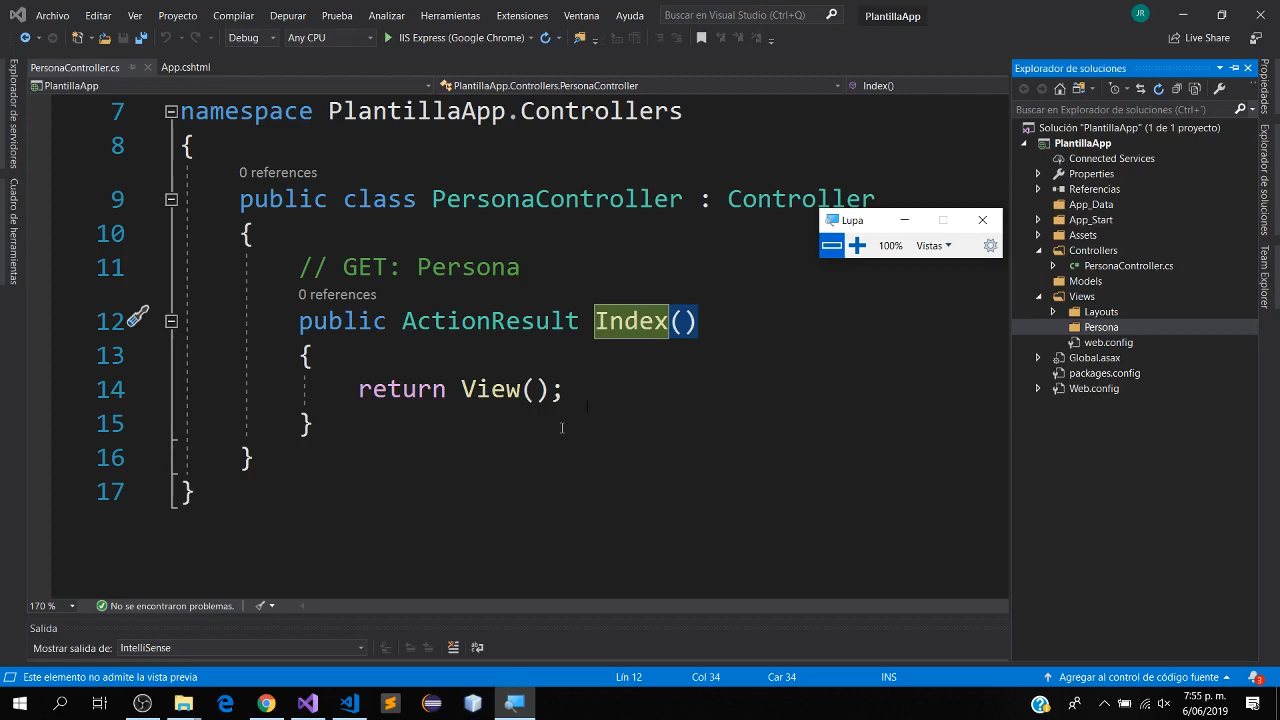 Archivo Editar Ver Proyecto Compilar Depurar Prueba Analizar Herramientas Extensiones Ventana Ayuda Buscar en Visual Studio (Ctrl+Q) PlantillaApp JR
Debug Any CPU IIS Express (Google Chrome) Live Share
PersonaController.cs App.cshtml
PlantillaApp PlantillaApp.Controllers.PersonaController Index()
Explorador de servidores
Cuadro de herramientas
7 namespace PlantillaApp.Controllers
8 {
0 references
9 public class PersonaController : Controller
10 {
11 // GET: Persona
0 references
12 public ActionResult Index()
13 {
14 return View();
15 }
16 }
17 }
Lupa
100% Vistas
170 % No se encontraron problemas.
Salida
Mostrar salida de: IntelliSense
Explorador de soluciones
Buscar en Explorador de soluciones (Ctrl+´)
Solución "PlantillaApp" (1 de 1 proyecto)
PlantillaApp
Connected Services
Properties
Referencias
App_Data
App_Start
Assets
Controllers
PersonaController.cs
Models
Views
Layouts
Persona
web.config
Global.asax
packages.config
Web.config
Propiedades
Explorador de soluciones
Team Explorer
Este elemento no admite la vista previa Lín 12 Col 34 Car 34 INS Agregar al control de código fuente 3
7:55 p. m.
6/06/2019